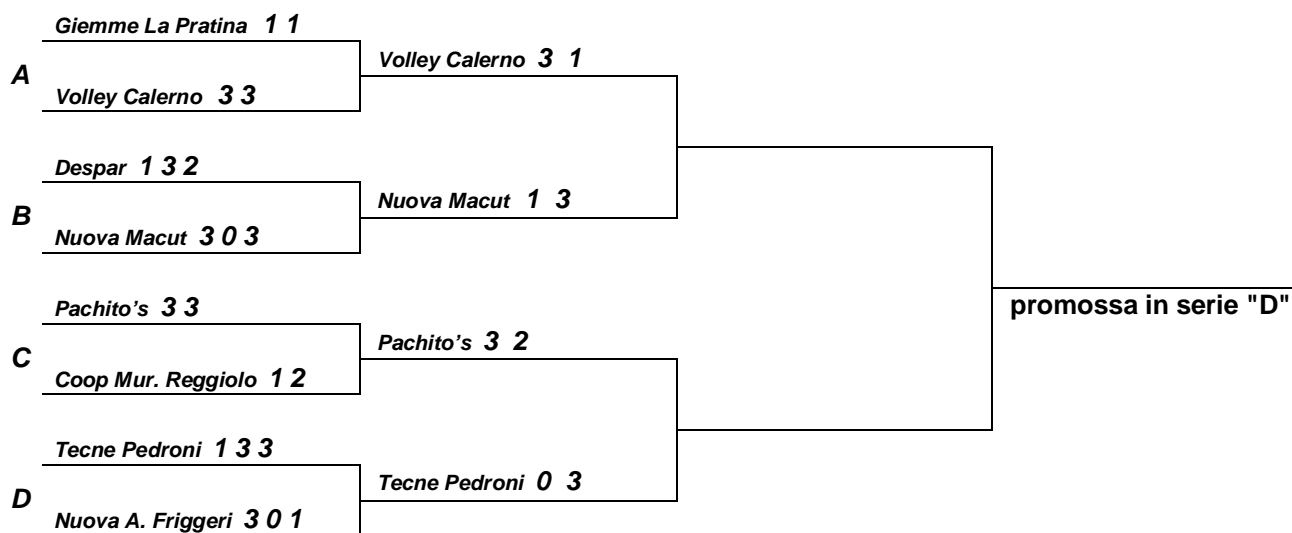 Giemme La Pratina 1 1
Volley Calerno 3 1
A
Volley Calerno 3 3
Despar 1 3 2
Nuova Macut 1 3
B
Nuova Macut 3 0 3
Pachito's 3 3
promossa in serie "D"
Pachito's 3 2
C
Coop Mur. Reggiolo 1 2
Tecne Pedroni 1 3 3
Tecne Pedroni 0 3
D
Nuova A. Friggeri 3 0 1